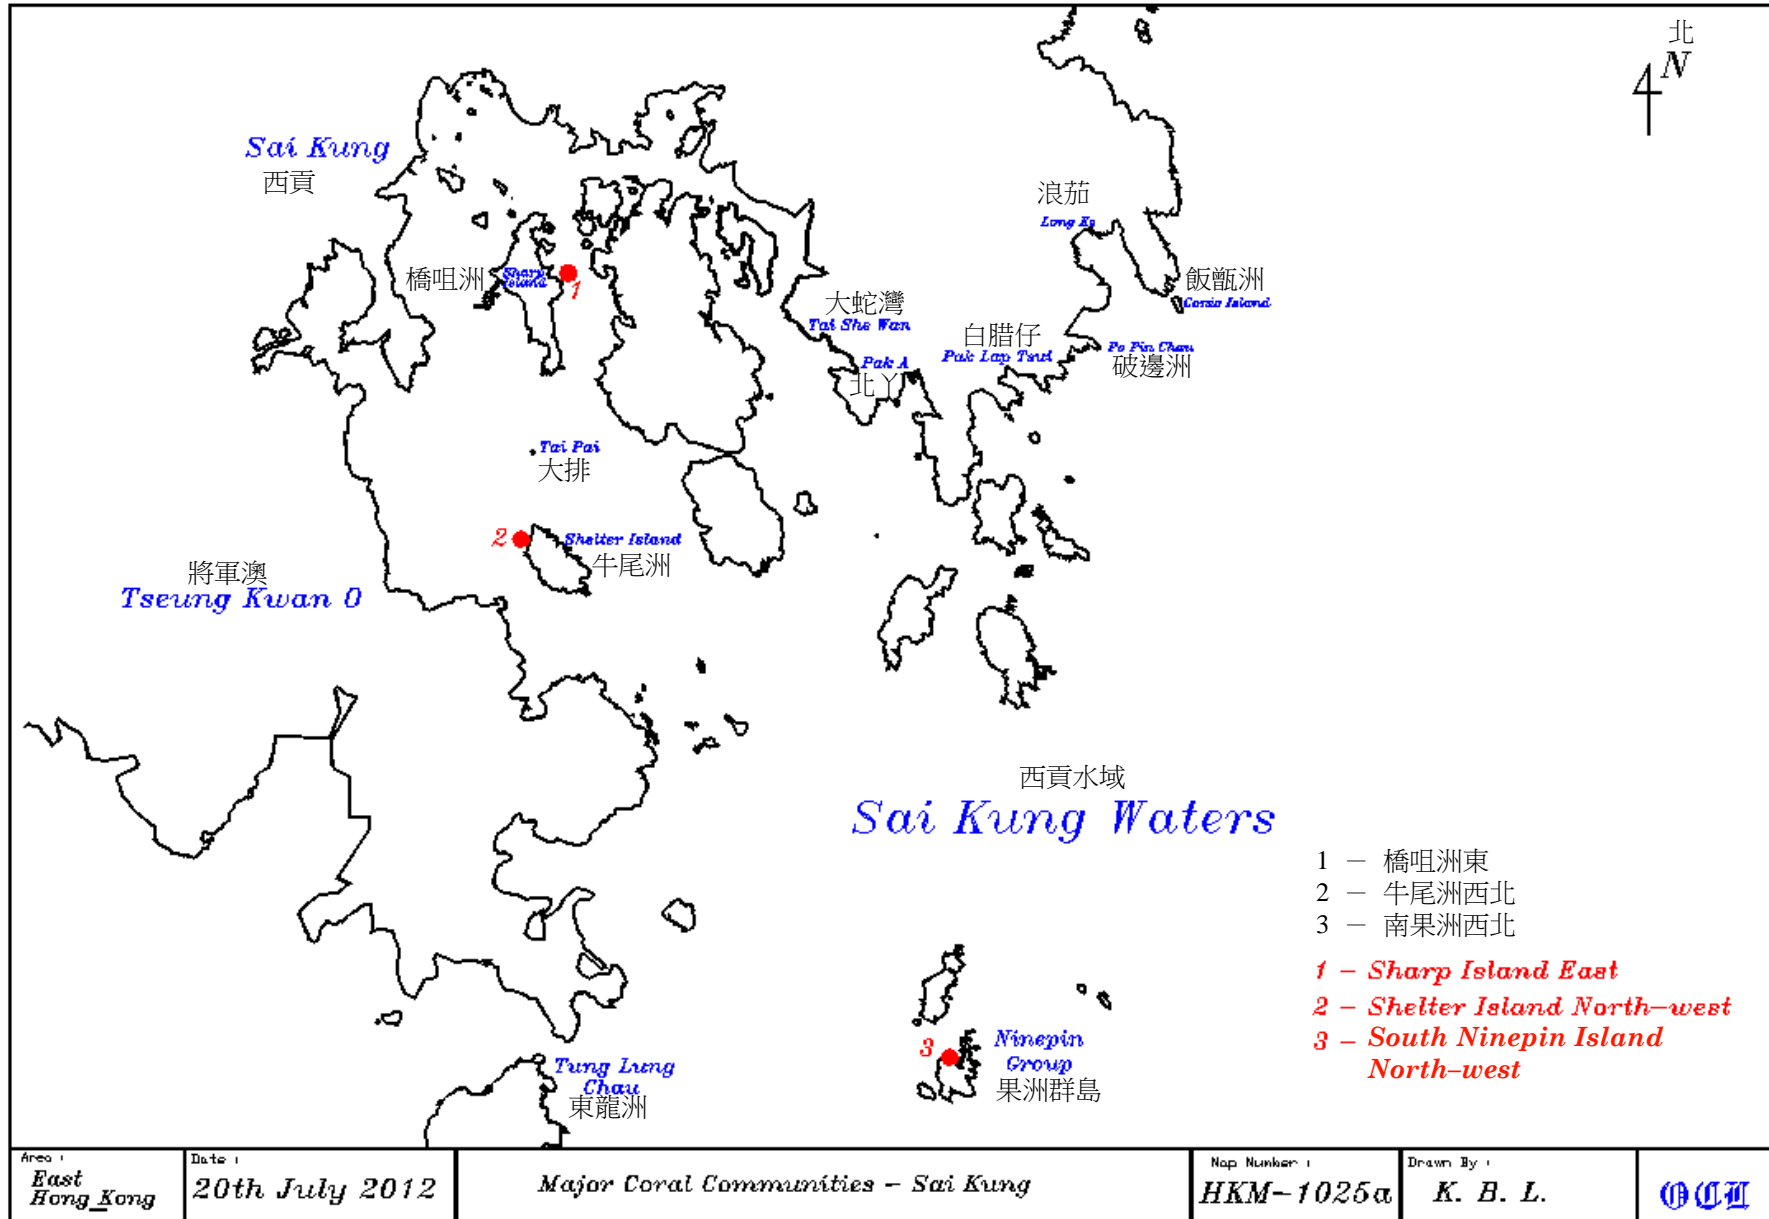 北
N
Sai Kung
西貢
浪茄
Long Ke
橋咀洲
Sharp
Island
1
飯甑洲
Conic Island
大蛇灣
Tai She Wan
白腊仔
Pak Lap Tsai
Po Pin Chau
破邊洲
Pak A
北丫
Tai Pai
大排
2
Shelter Island
牛尾洲
將軍澳
Tseung Kwan O
西貢水域
Sai Kung Waters
1 － 橋咀洲東
2 － 牛尾洲西北
3 － 南果洲西北
1 - Sharp Island East
2 - Shelter Island North-west
3 - South Ninepin Island
North-west
3
Ninepin
Group
果洲群島
Tung Lung
Chau
東龍洲
Area :
East
Hong Kong
Date :
20th July 2012
Major Coral Communities - Sai Kung
Map Number :
HKM-1025a
Drawn By :
K. B. L.
OCL